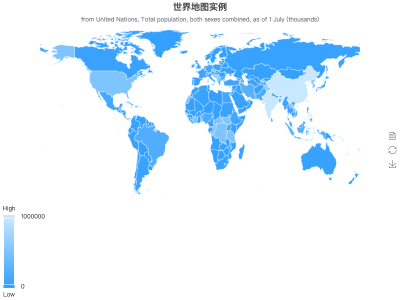 世界地图实例
from United Nations, Total population, both sexes combined, as of 1 July (thousands)
High
1000000
0
Low